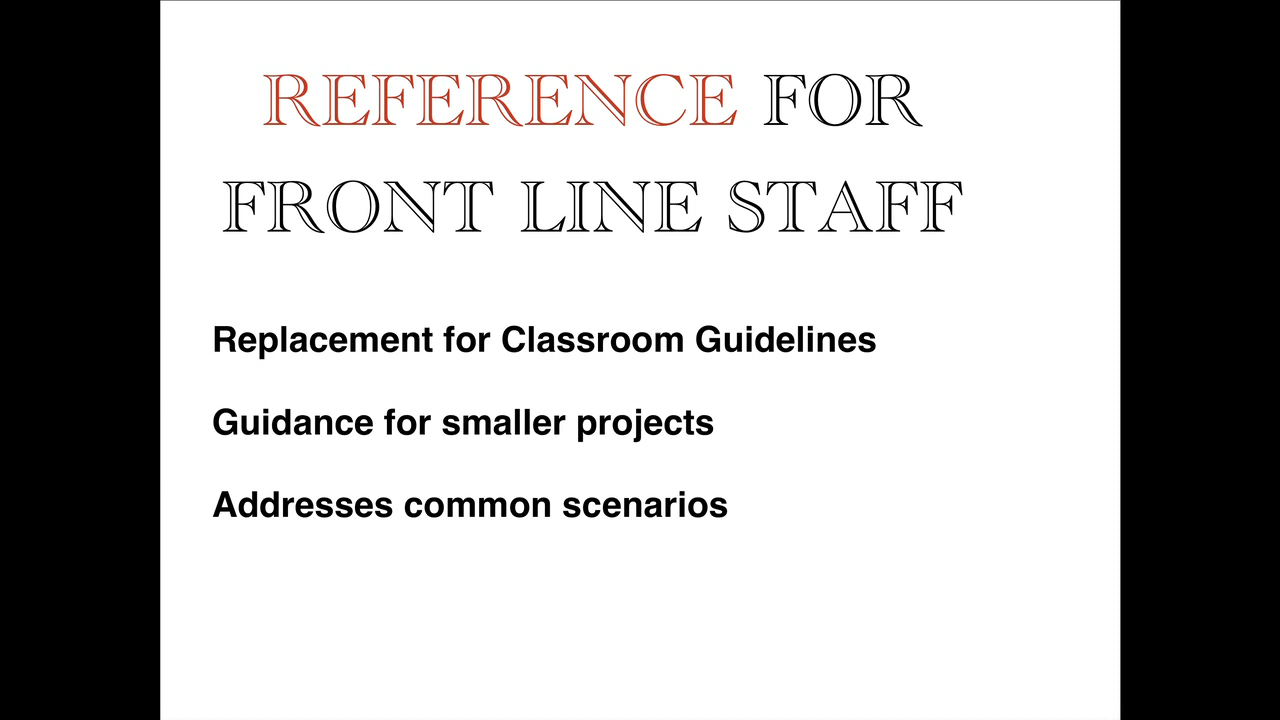 REFERENCE FOR
FRONT LINE STAFF
Replacement for Classroom Guidelines
Guidance for smaller projects
Addresses common scenarios